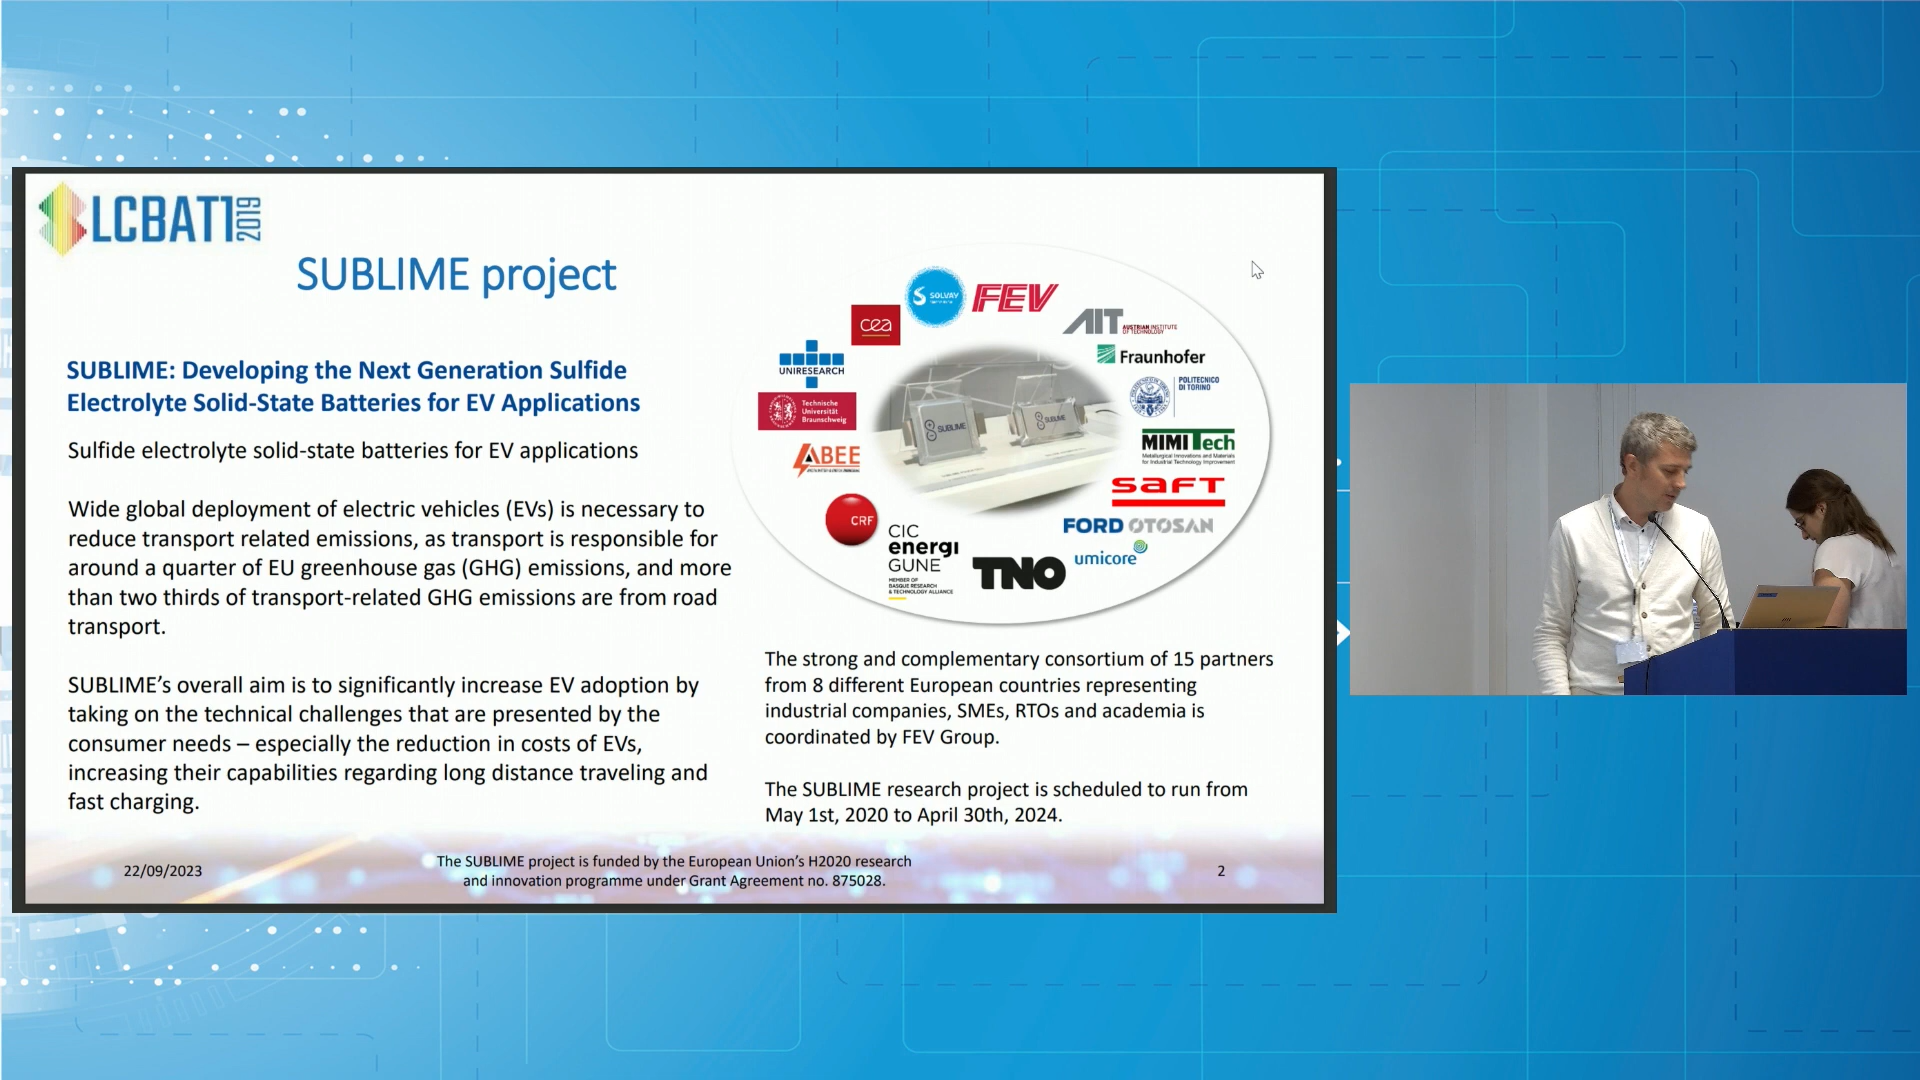 LCBAT1 2019
SUBLIME project
SUBLIME: Developing the Next Generation Sulfide
Electrolyte Solid-State Batteries for EV Applications
Sulfide electrolyte solid-state batteries for EV applications
Wide global deployment of electric vehicles (EVs) is necessary to
reduce transport related emissions, as transport is responsible for
around a quarter of EU greenhouse gas (GHG) emissions, and more
than two thirds of transport-related GHG emissions are from road
transport.
SUBLIME’s overall aim is to significantly increase EV adoption by
taking on the technical challenges that are presented by the
consumer needs – especially the reduction in costs of EVs,
increasing their capabilities regarding long distance traveling and
fast charging.
SOLVAY
FEV
cea
AIT AUSTRIAN INSTITUTE
OF TECHNOLOGY
UNIRESEARCH
Fraunhofer
POLITECNICO
DI TORINO
Technische
Universität
Braunschweig
SUBLIME
SUBLIME
MIMITech
Metallurgical Innovations and Materials
for Industrial Technology Improvement
ABEE
SAFT
CRF
FORD OTOSAN
CIC
energi
GUNE
MEMBER OF
BASQUE RESEARCH
& TECHNOLOGY ALLIANCE
TNO
umicore
The strong and complementary consortium of 15 partners
from 8 different European countries representing
industrial companies, SMEs, RTOs and academia is
coordinated by FEV Group.
The SUBLIME research project is scheduled to run from
May 1st, 2020 to April 30th, 2024.
22/09/2023
The SUBLIME project is funded by the European Union’s H2020 research
and innovation programme under Grant Agreement no. 875028.
2